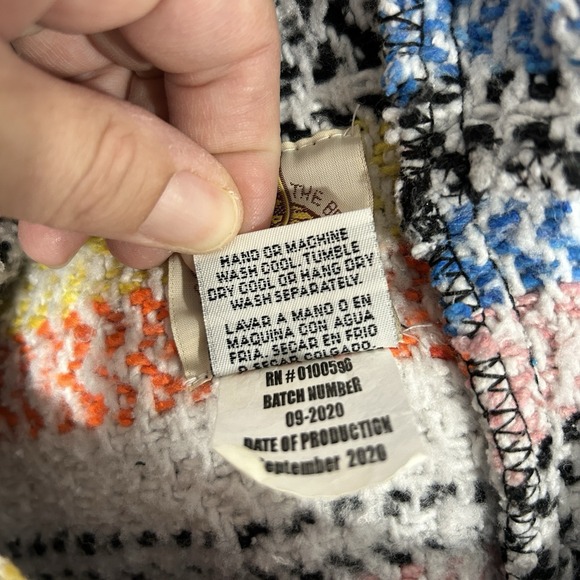 THE
HAND OR MACHINE
WASH COOL, TUMBLE
DRY COOL OR HANG DRY
WASH SEPARATELY.
LAVAR A MANO O EN
MAQUINA CON AGUA
FRIA. SECAR EN FRIO
O SECAR COLGADO.
RN # 0100596
BATCH NUMBER
09-2020
DATE OF PRODUCTION
September 2020